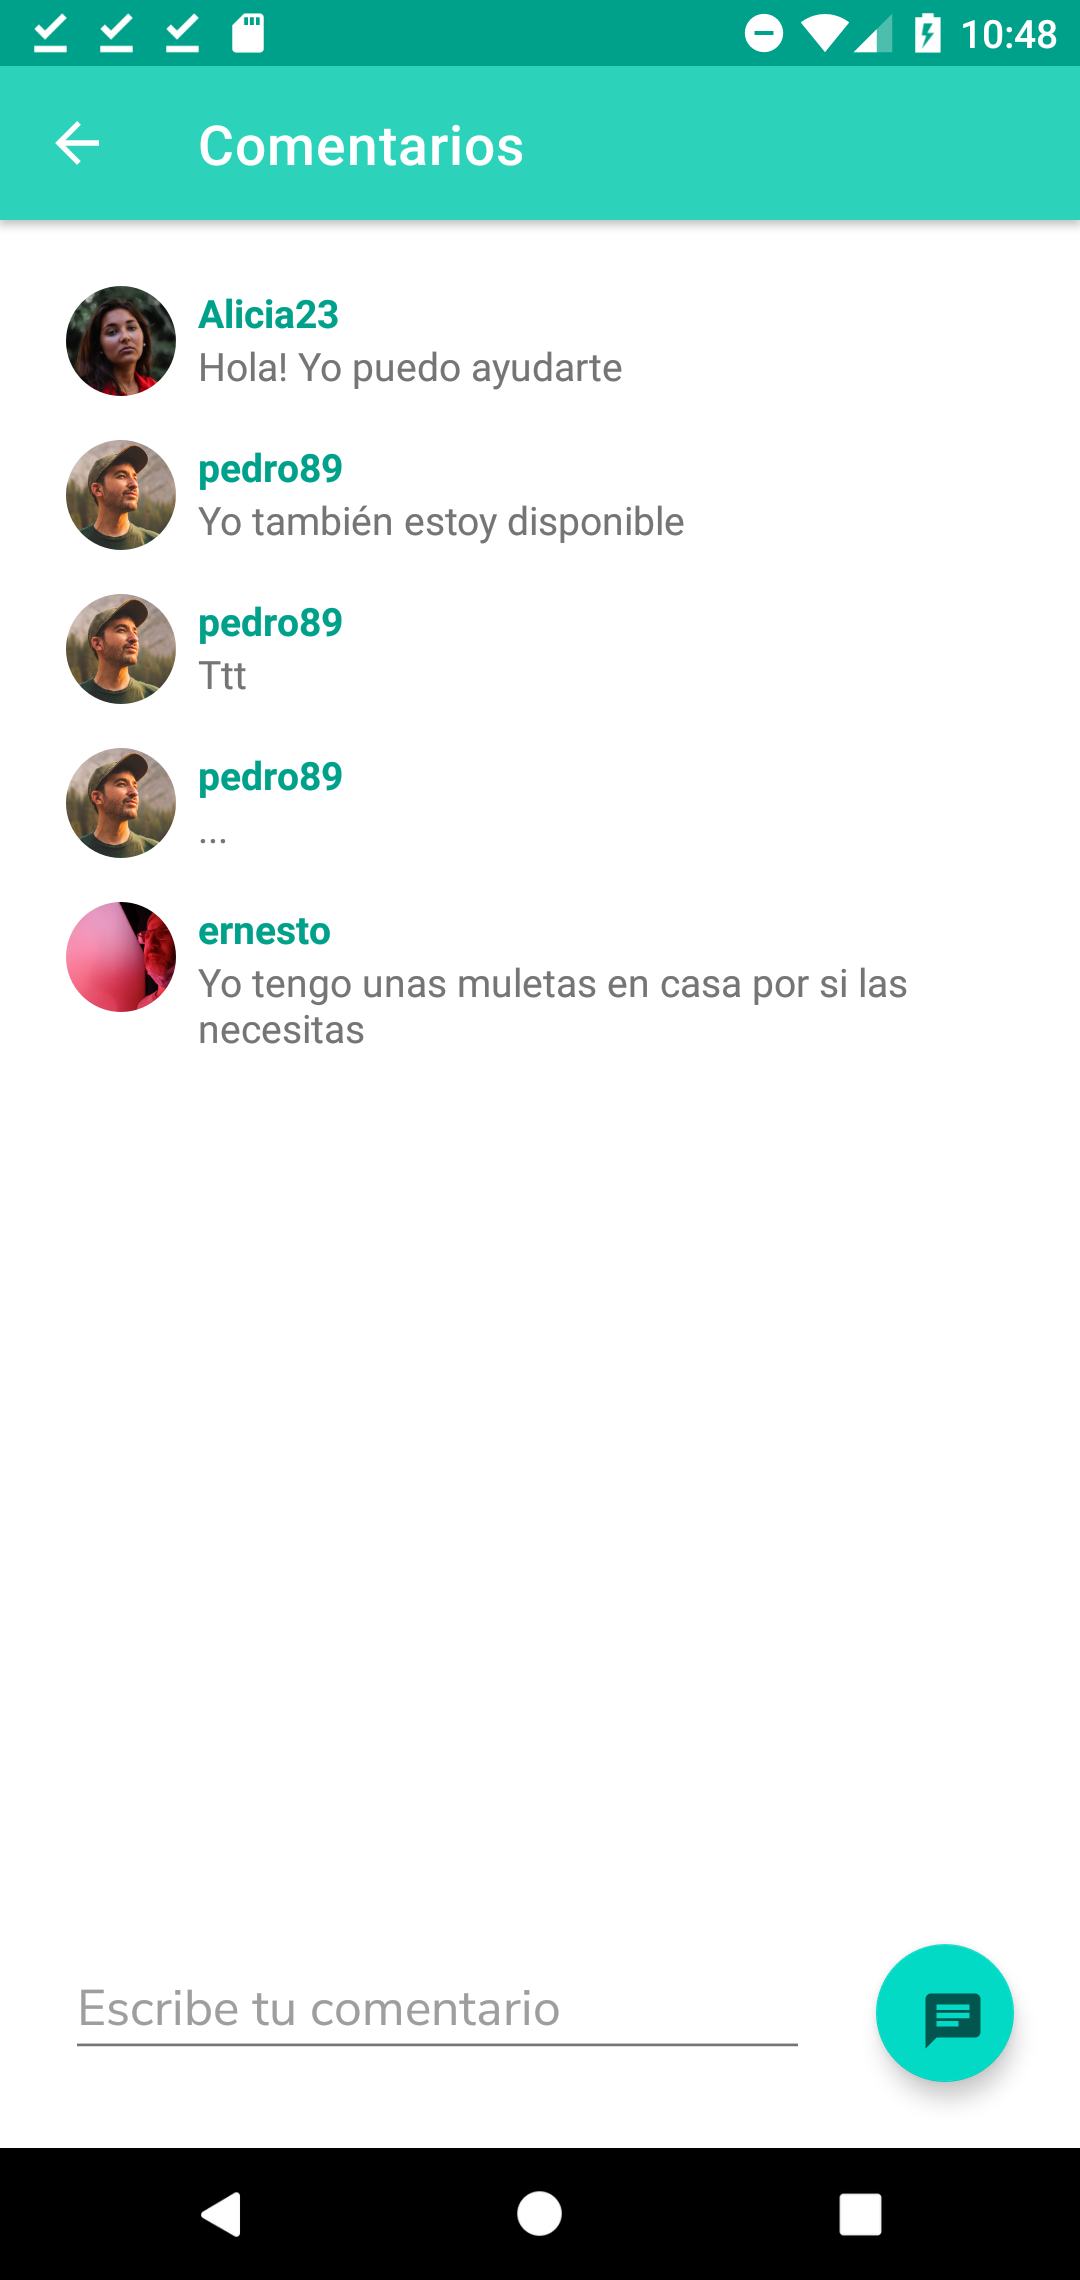 10:48
Comentarios
Alicia23
Hola! Yo puedo ayudarte
pedro89
Yo también estoy disponible
pedro89
Ttt
pedro89
...
ernesto
Yo tengo unas muletas en casa por si las
necesitas
Escribe tu comentario